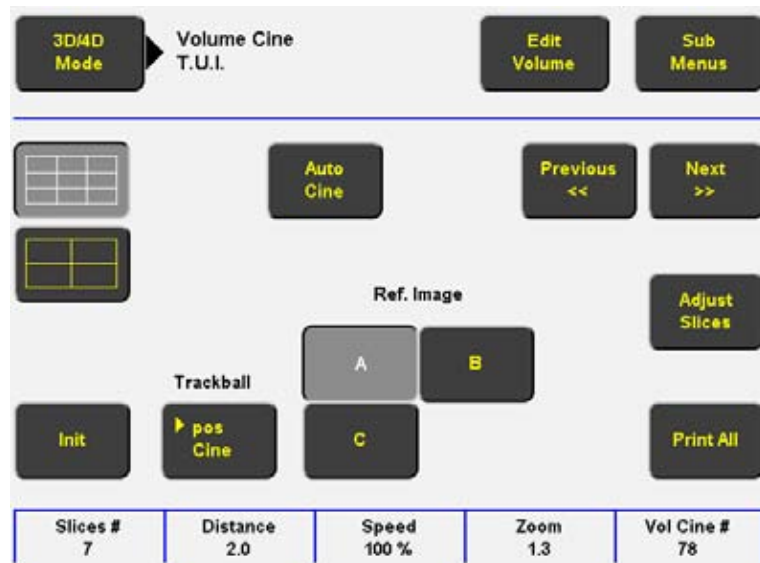 3D/4D
Mode
Volume Cine
T.U.I.
Edit
Volume
Sub
Menus
Auto
Cine
Previous
<<
Next
>>
Ref. Image
Adjust
Slices
A
B
Trackball
Init
pos
Cine
C
Print All
Slices #
7
Distance
2.0
Speed
100 %
Zoom
1.3
Vol Cine #
78